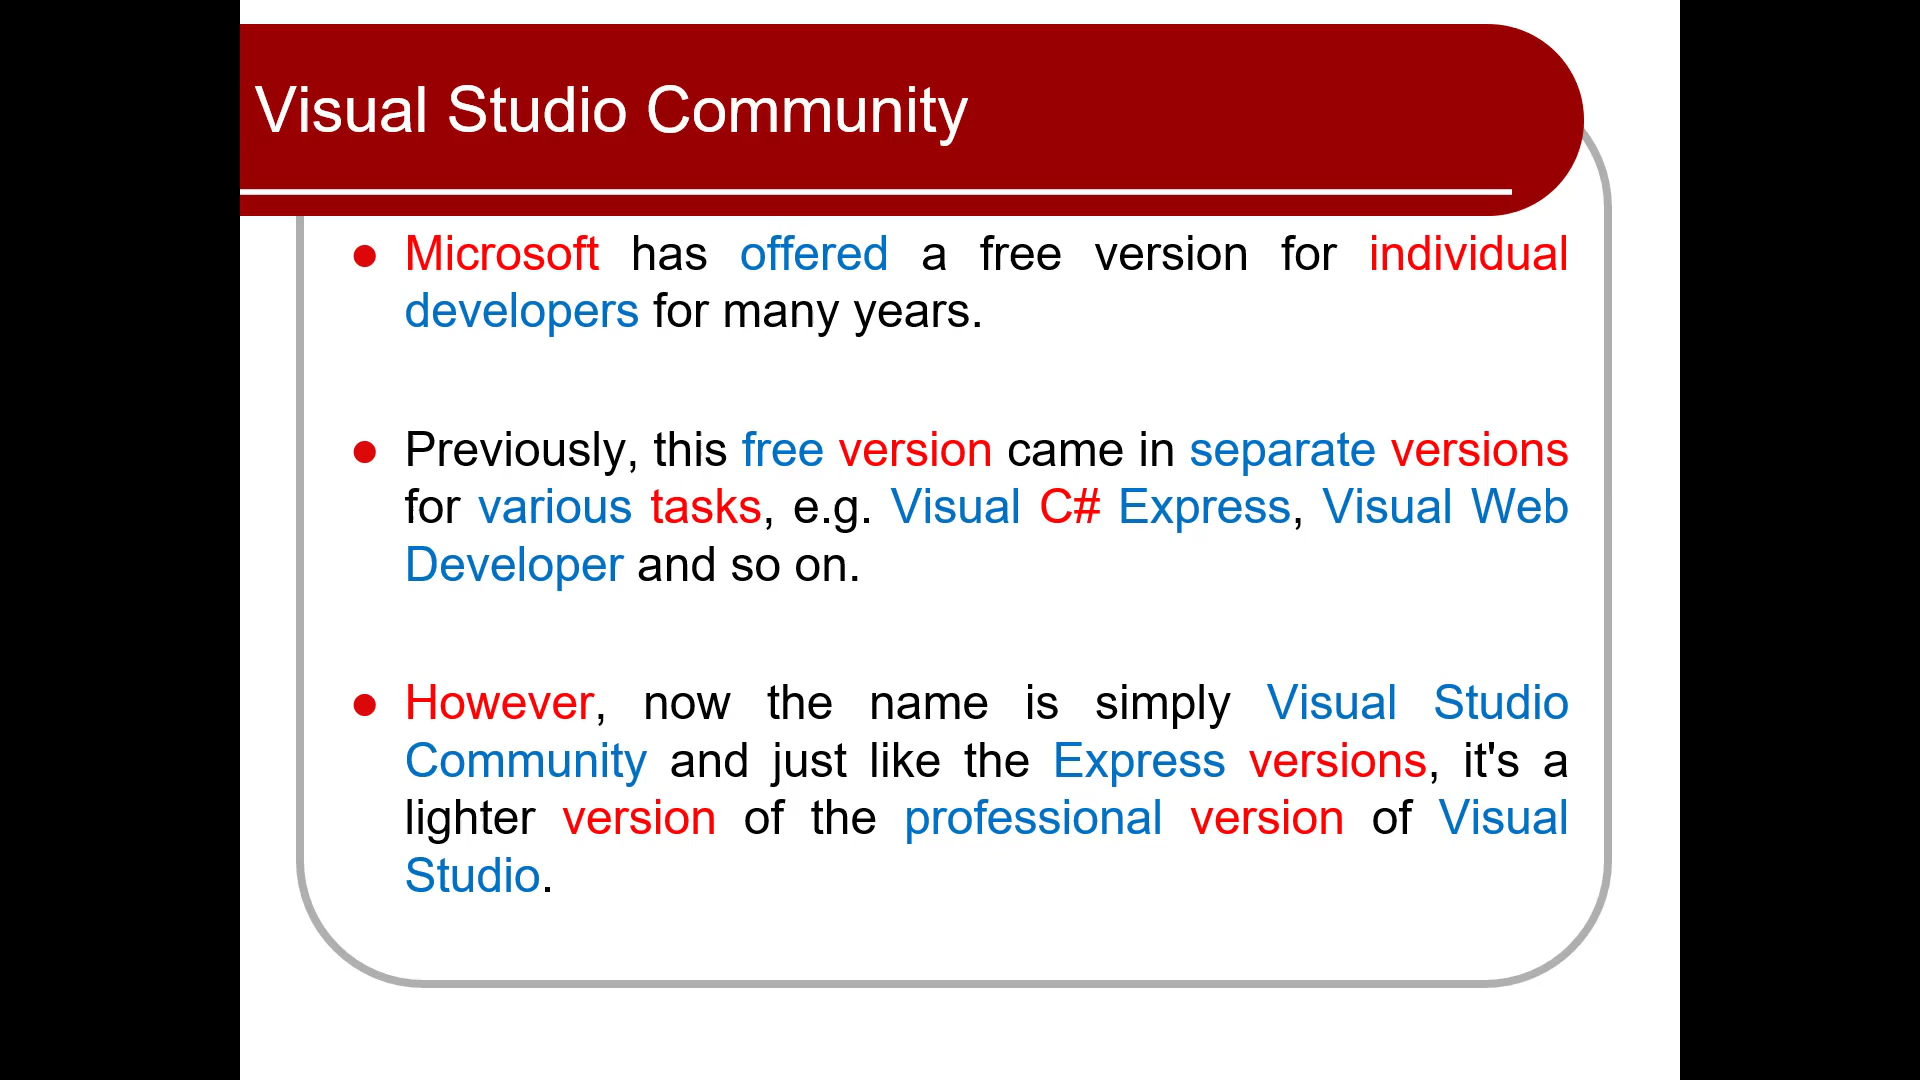 Visual Studio Community
● Microsoft has offered a free version for individual
developers for many years.
● Previously, this free version came in separate versions
for various tasks, e.g. Visual C# Express, Visual Web
Developer and so on.
● However, now the name is simply Visual Studio
Community and just like the Express versions, it's a
lighter version of the professional version of Visual
Studio.